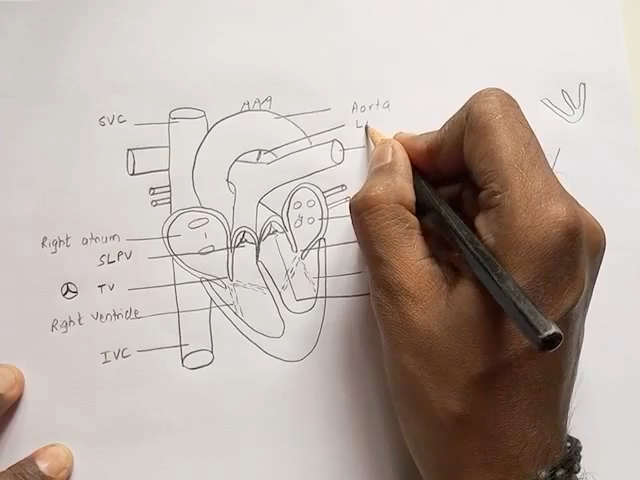 SVC
Aorta
L
Right atrium
SLPV
TV
Right Ventricle
IVC